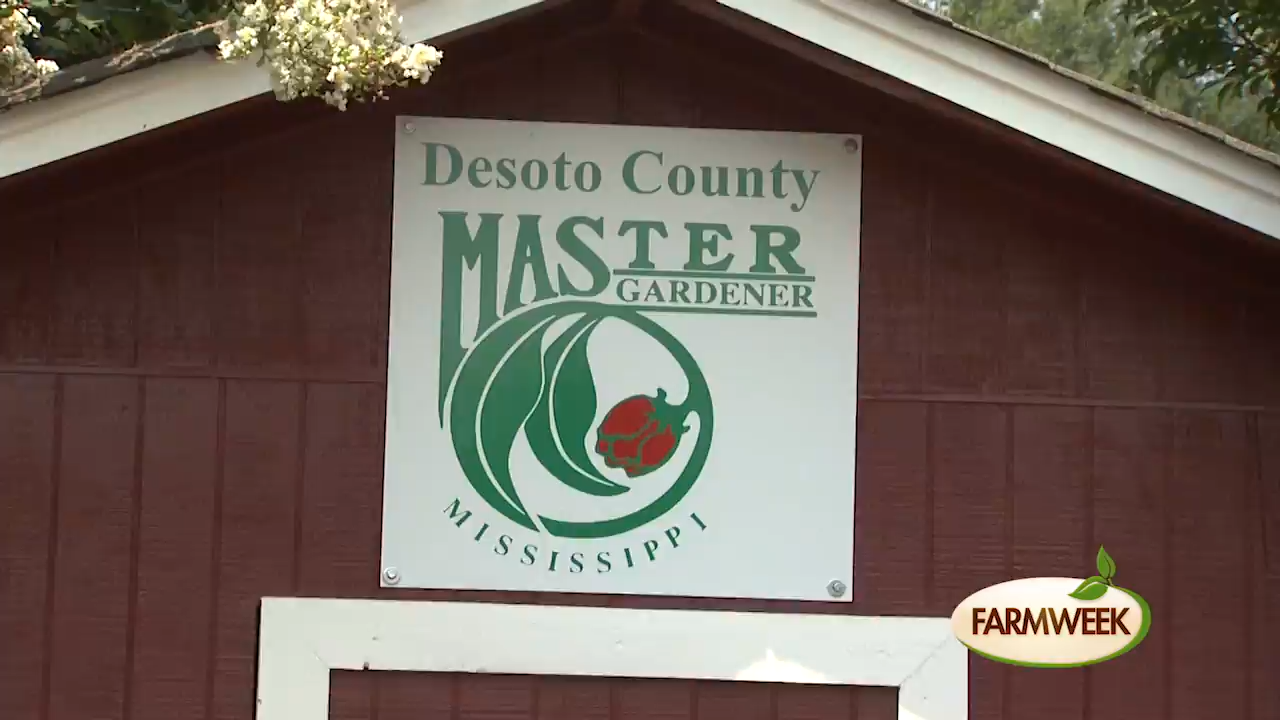 Desoto County
MASTER
GARDENER
MISSISSIPPI
FARMWEEK